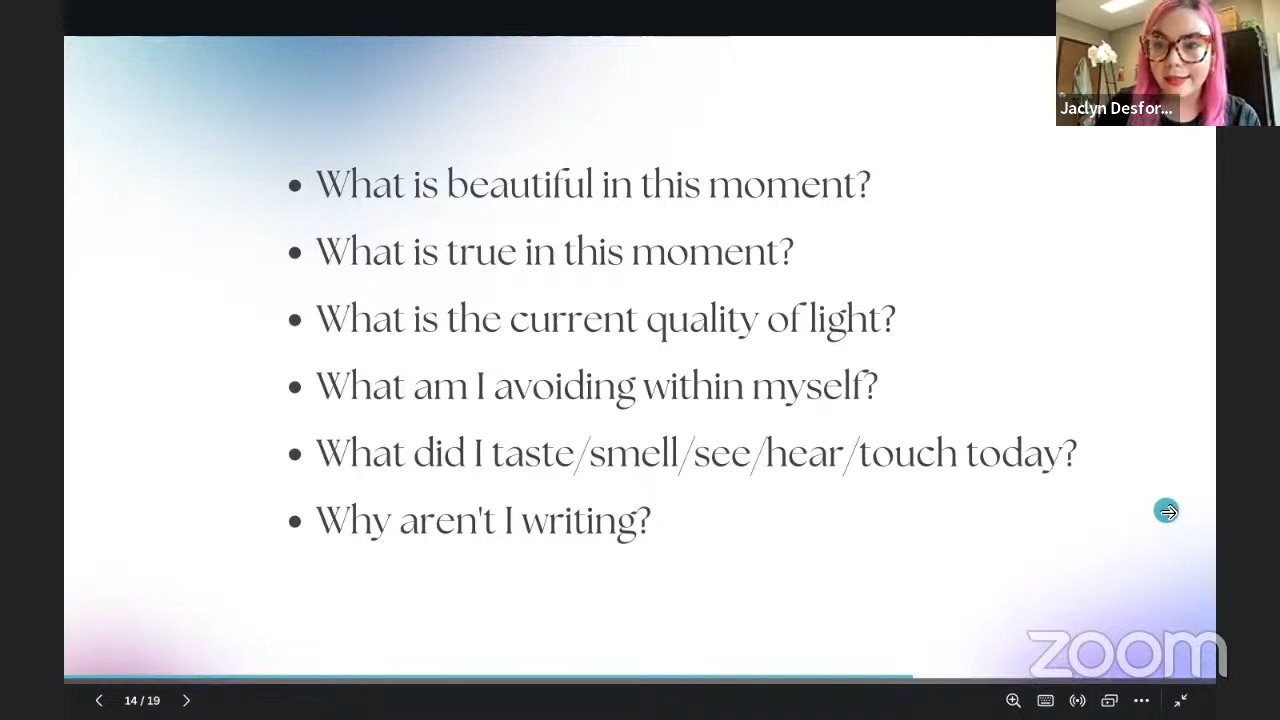 Jaclyn Desfor...
• What is beautiful in this moment?
• What is true in this moment?
• What is the current quality of light?
• What am I avoiding within myself?
• What did I taste/smell/see/hear/touch today?
• Why aren't I writing?
zoom
14 / 19